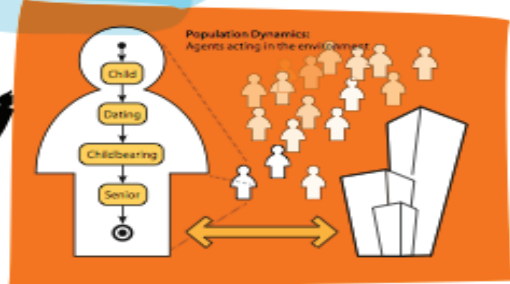 Population Dynamics:
Agents acting in the environment
Child
Dating
Childbearing
Senior